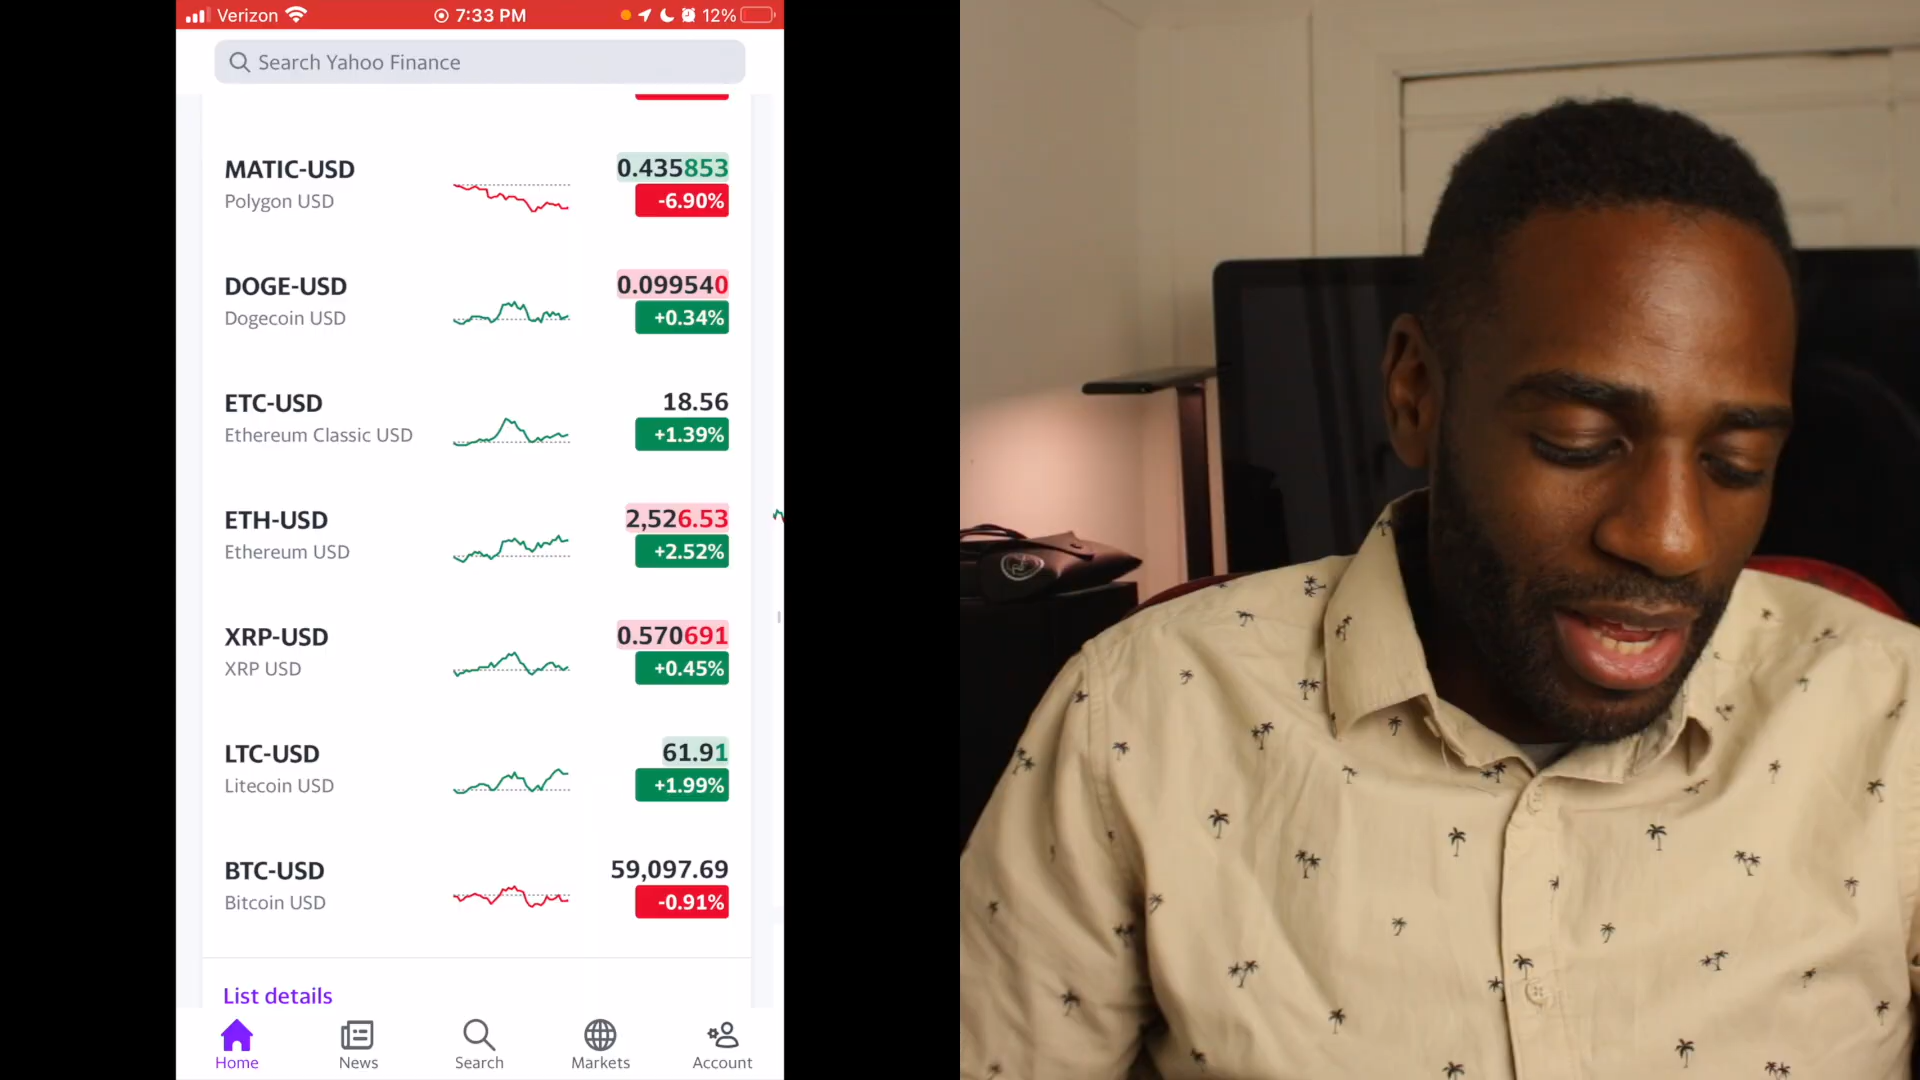 Verizon 7:33 PM 12%
Search Yahoo Finance
MATIC-USD 0.435853
Polygon USD -6.90%
DOGE-USD 0.099540
Dogecoin USD +0.34%
ETC-USD 18.56
Ethereum Classic USD +1.39%
ETH-USD 2,526.53
Ethereum USD +2.52%
XRP-USD 0.570691
XRP USD +0.45%
LTC-USD 61.91
Litecoin USD +1.99%
BTC-USD 59,097.69
Bitcoin USD -0.91%
List details
Home News Search Markets Account